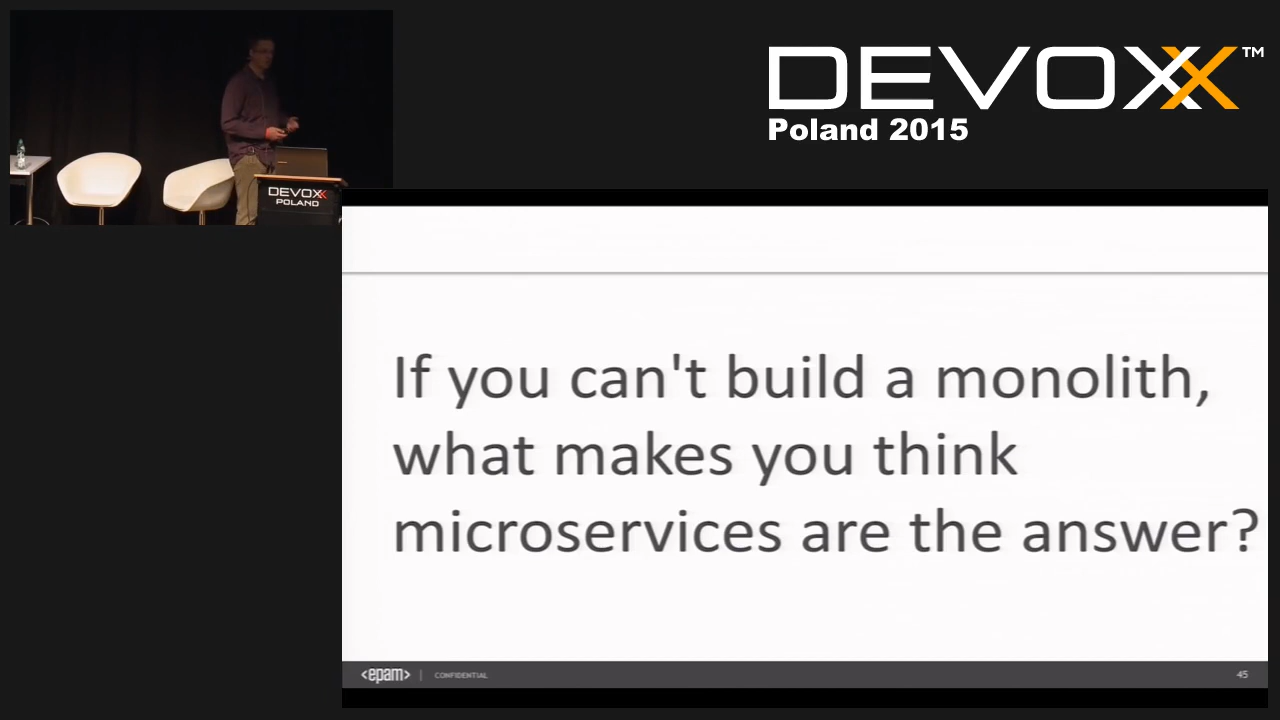 DEVOXX™
Poland 2015
DEVOXX
POLAND
If you can't build a monolith,
what makes you think
microservices are the answer?
<epam> | CONFIDENTIAL
45